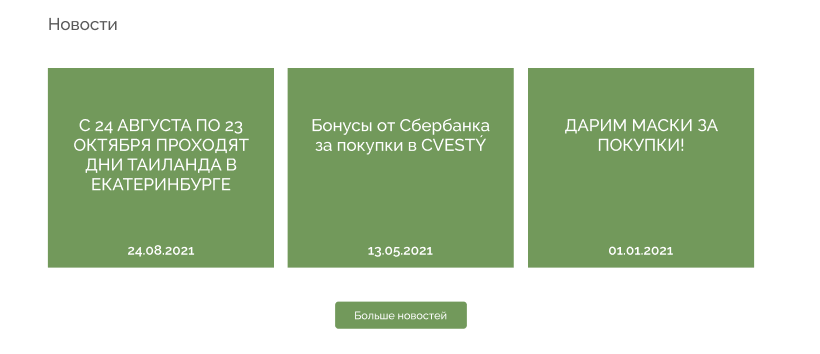 Новости
С 24 АВГУСТА ПО 23
ОКТЯБРЯ ПРОХОДЯТ
ДНИ ТАИЛАНДА В
ЕКАТЕРИНБУРГЕ
24.08.2021
Бонусы от Сбербанка
за покупки в CVESTÝ
13.05.2021
ДАРИМ МАСКИ ЗА
ПОКУПКИ!
01.01.2021
Больше новостей